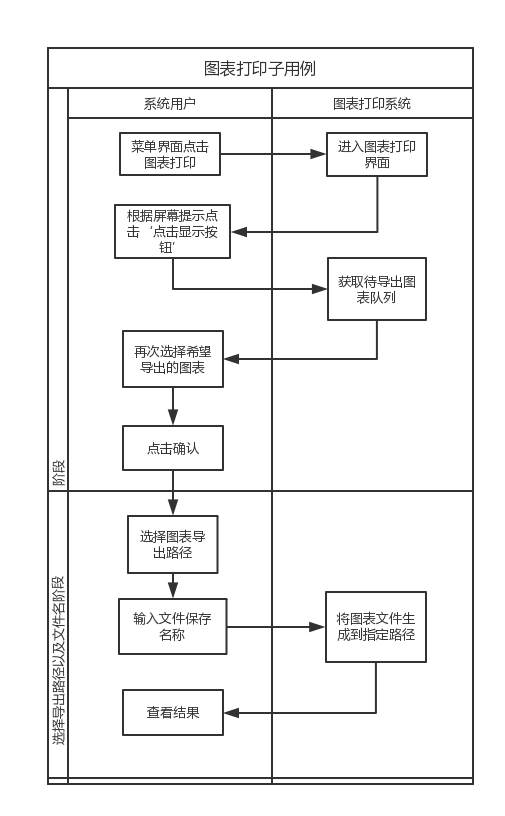 图表打印子用例
系统用户
图表打印系统
菜单界面点击
图表打印
进入图表打印
界面
根据屏幕提示点
击‘点击显示按
钮’
获取待导出图
表队列
再次选择希望
导出的图表
点击确认
阶段
选择图表导
出路径
输入文件保存
名称
将图表文件生
成到指定路径
查看结果
选择导出路径以及文件名阶段